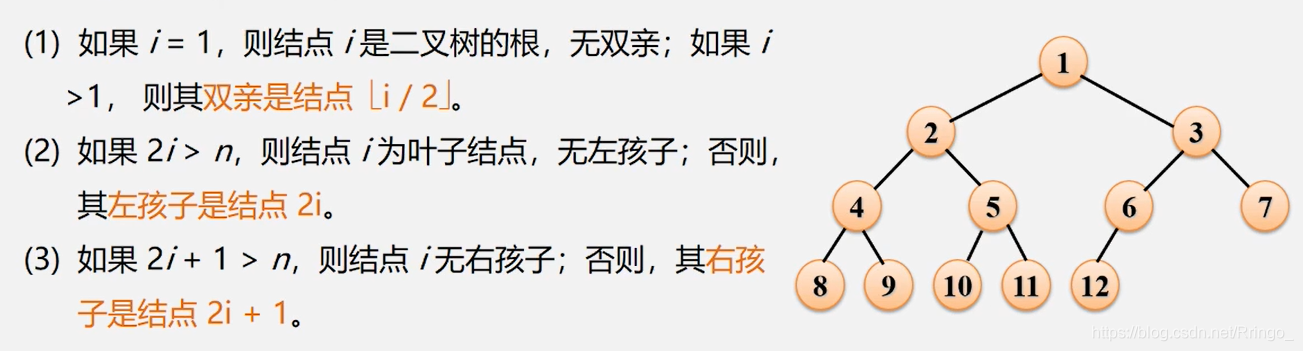 (1) 如果 i = 1，则结点 i 是二叉树的根，无双亲；如果 i
>1， 则其双亲是结点 ⌊i / 2⌋。
(2) 如果 2i > n，则结点 i 为叶子结点，无左孩子；否则，
其左孩子是结点 2i。
(3) 如果 2i + 1 > n，则结点 i 无右孩子；否则，其右孩
子是结点 2i + 1。
1
2 3
4 5 6 7
8 9 10 11 12
https://blog.csdn.net/Rringo_